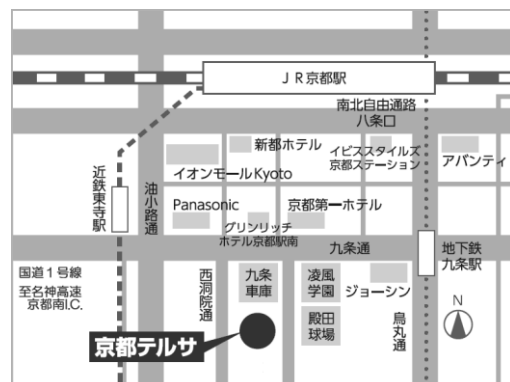 JR京都駅
南北自由通路
八条口
新都ホテル
イビススタイルズ
京都ステーション
アバンティ
イオンモールKyoto
近鉄東寺駅
油小路通
Panasonic
京都第一ホテル
グリンリッチ
ホテル京都駅南
九条通
地下鉄
九条駅
国道1号線
至名神高速
京都南I.C.
西洞院通
九条
車庫
凌風
学園
ジョーシン
殿田
球場
烏丸通
N
京都テルサ